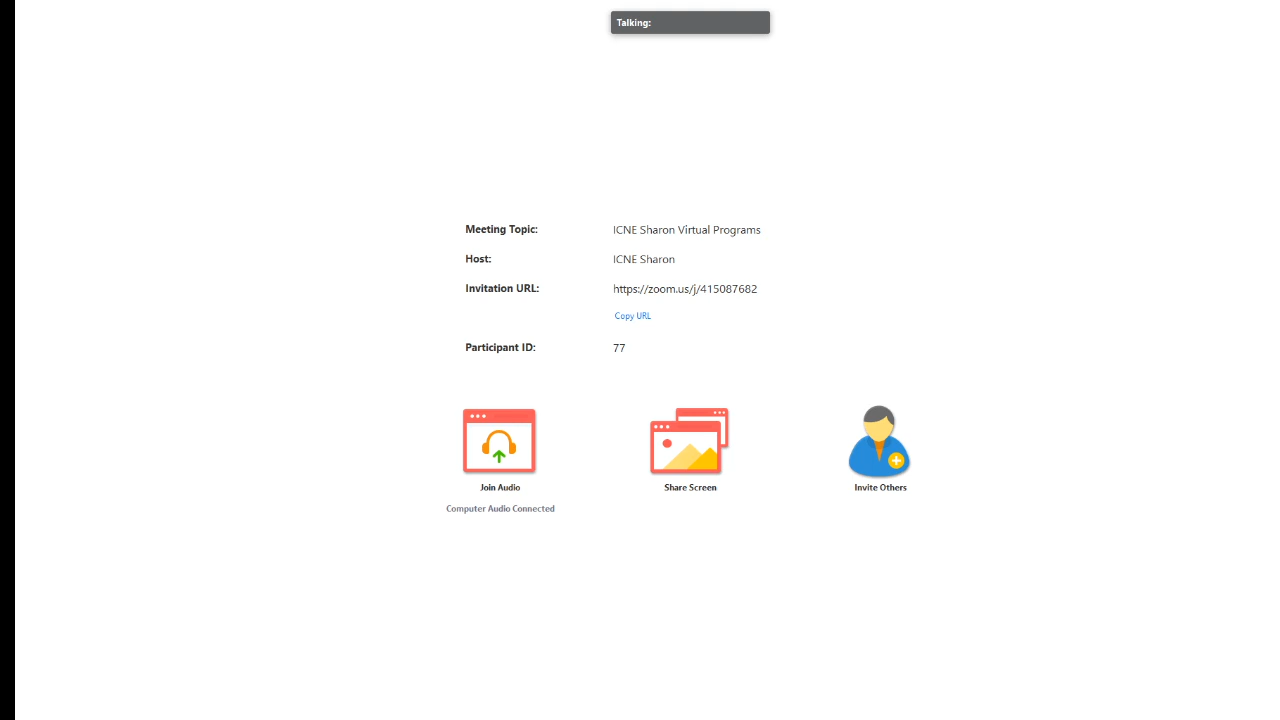 Talking:
Meeting Topic: ICNE Sharon Virtual Programs
Host: ICNE Sharon
Invitation URL: https://zoom.us/j/415087682
Copy URL
Participant ID: 77
Join Audio Share Screen Invite Others
Computer Audio Connected